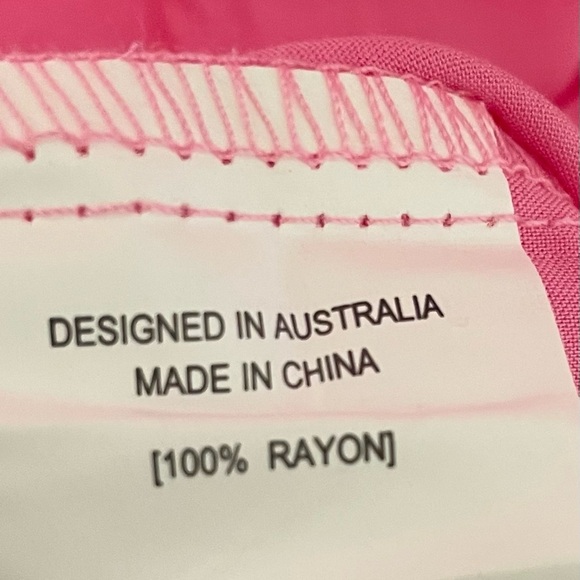 DESIGNED IN AUSTRALIA
MADE IN CHINA
[100% RAYON]